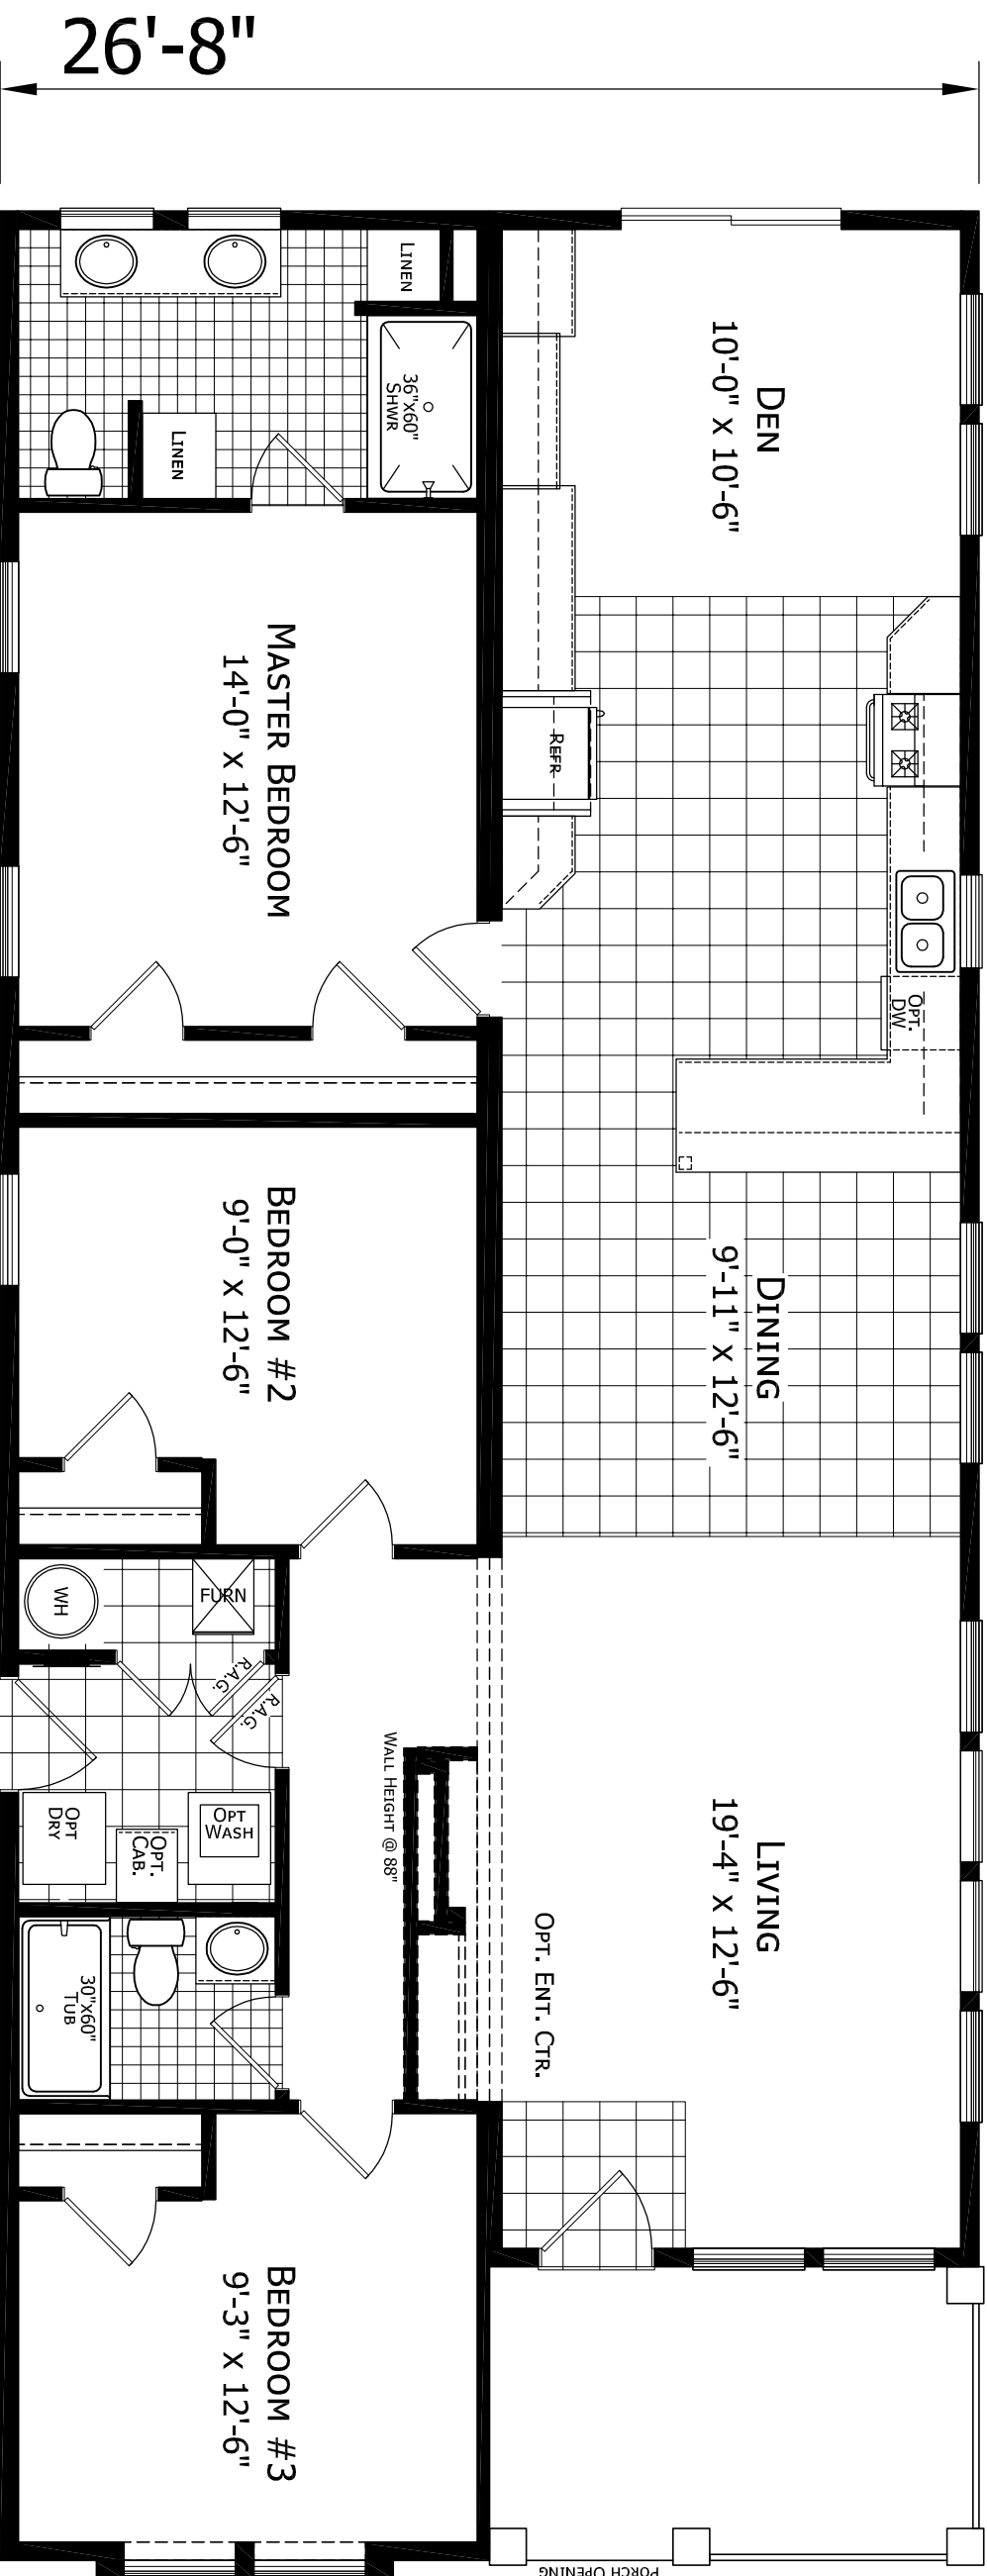 26'-8"
LINEN
36"x60"
SHWR
LINEN
DEN
10'-0" x 10'-6"
MASTER BEDROOM
14'-0" x 12'-6"
REFR
OPT.
DW
BEDROOM #2
9'-0" x 12'-6"
DINING
9'-11" x 12'-6"
WH
FURN
R.A.G.
R.A.G.
WALL HEIGHT @ 88"
OPT
DRY
OPT.
CAB.
OPT
WASH
LIVING
19'-4" x 12'-6"
OPT. ENT. CTR.
30"x60"
TUB
BEDROOM #3
9'-3" x 12'-6"
PORCH OPENING